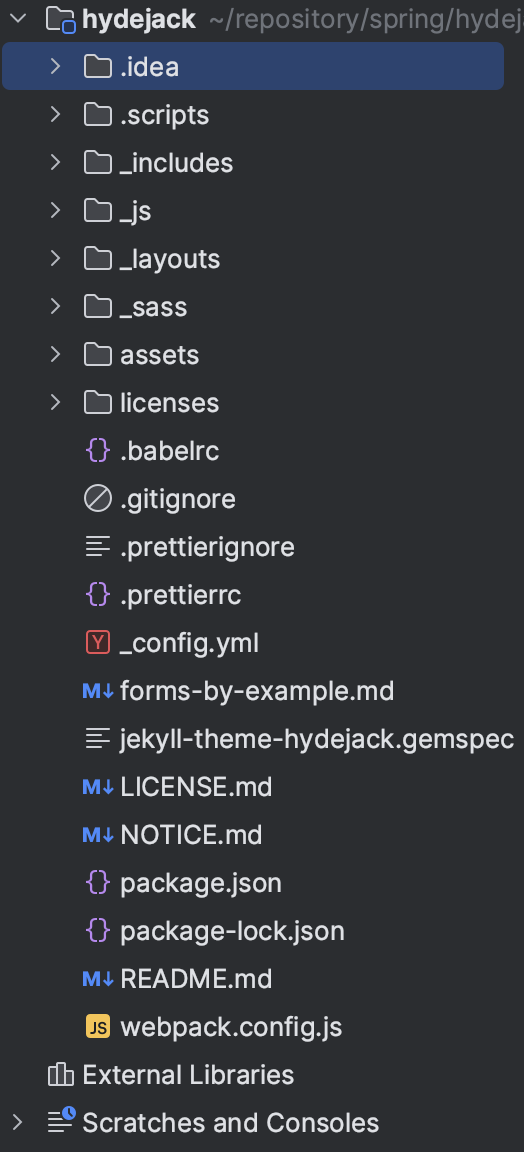 hydejack ~/repository/spring/hydej
.idea
.scripts
_includes
_js
_layouts
_sass
assets
licenses
{} .babelrc
.gitignore
.prettierignore
{} .prettierrc
Y _config.yml
M↓ forms-by-example.md
jekyll-theme-hydejack.gemspec
M↓ LICENSE.md
M↓ NOTICE.md
{} package.json
{} package-lock.json
M↓ README.md
JS webpack.config.js
External Libraries
Scratches and Consoles